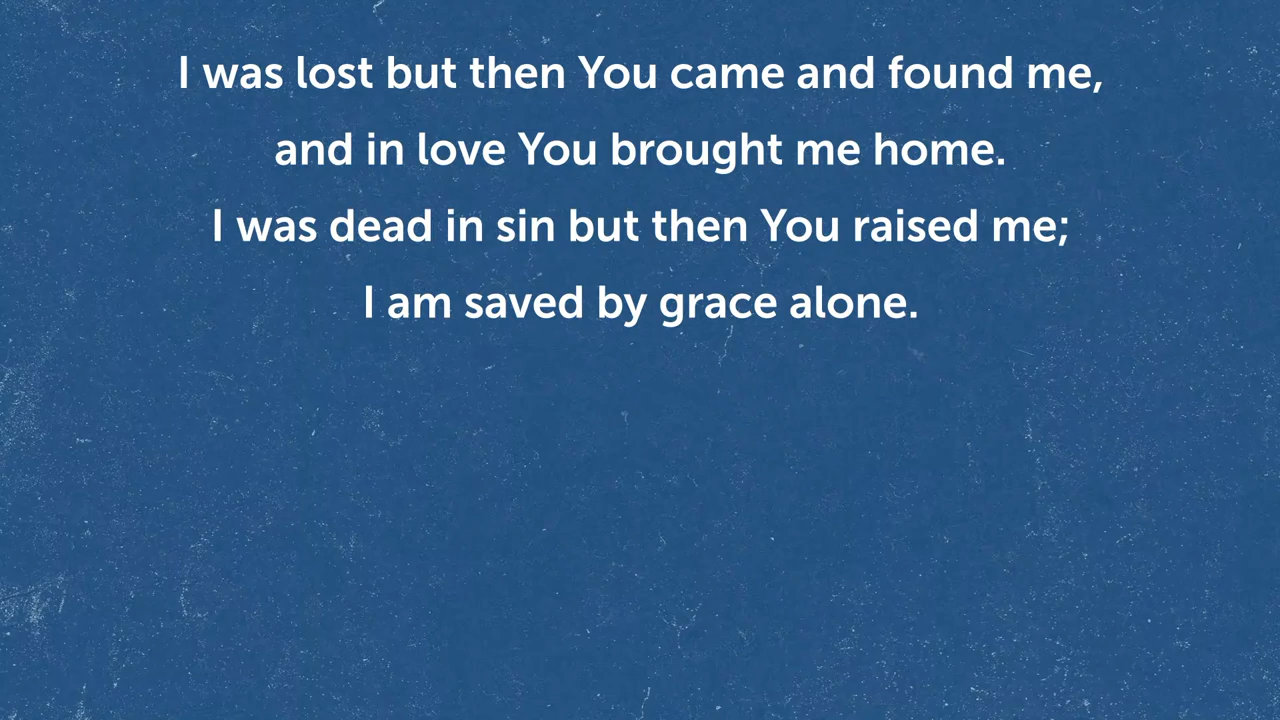 I was lost but then You came and found me,
and in love You brought me home.
I was dead in sin but then You raised me;
I am saved by grace alone.